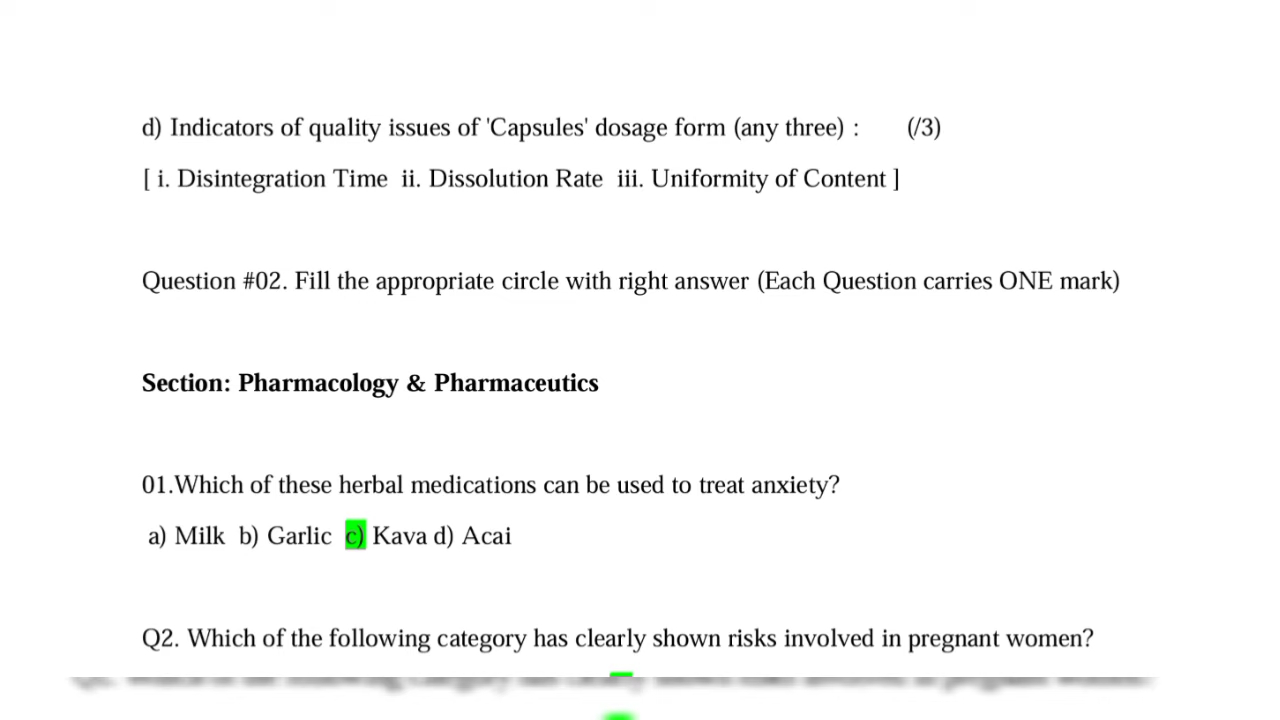 d) Indicators of quality issues of 'Capsules' dosage form (any three) : (/3)
[ i. Disintegration Time ii. Dissolution Rate iii. Uniformity of Content ]
Question #02. Fill the appropriate circle with right answer (Each Question carries ONE mark)
Section: Pharmacology & Pharmaceutics
01.Which of these herbal medications can be used to treat anxiety?
a) Milk b) Garlic c) Kava d) Acai
Q2. Which of the following category has clearly shown risks involved in pregnant women?